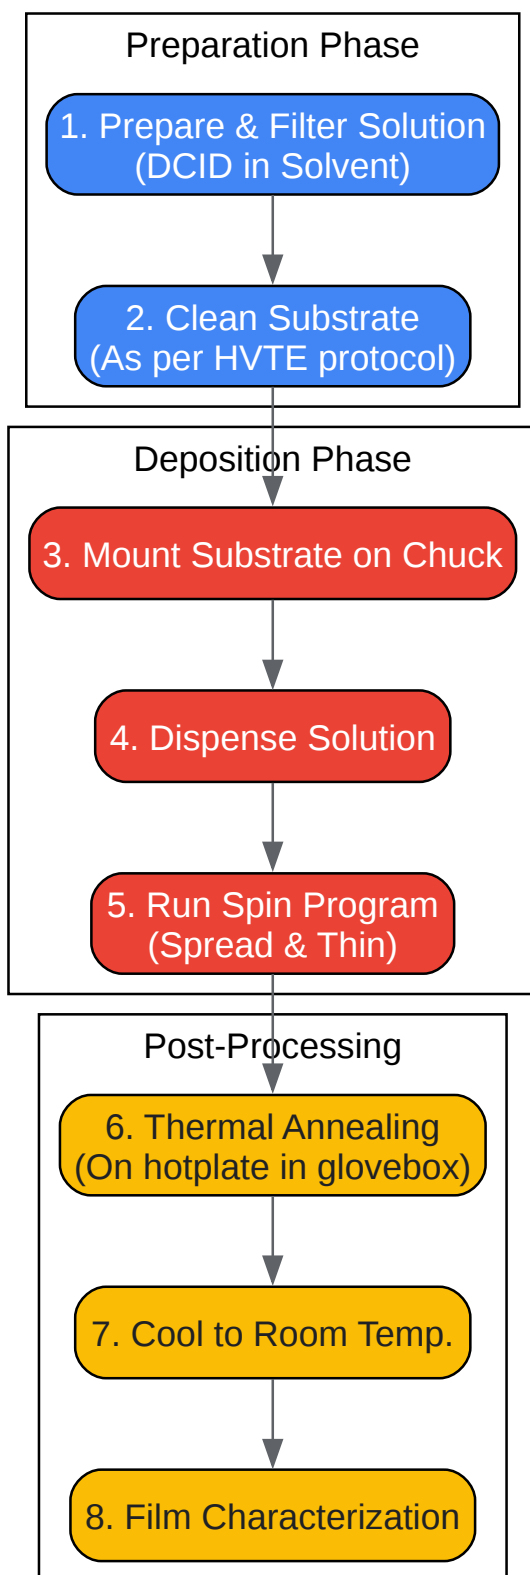 Preparation Phase
1. Prepare & Filter Solution
(DCID in Solvent)
2. Clean Substrate
(As per HVTE protocol)
Deposition Phase
3. Mount Substrate on Chuck
4. Dispense Solution
5. Run Spin Program
(Spread & Thin)
Post-Processing
6. Thermal Annealing
(On hotplate in glovebox)
7. Cool to Room Temp.
8. Film Characterization